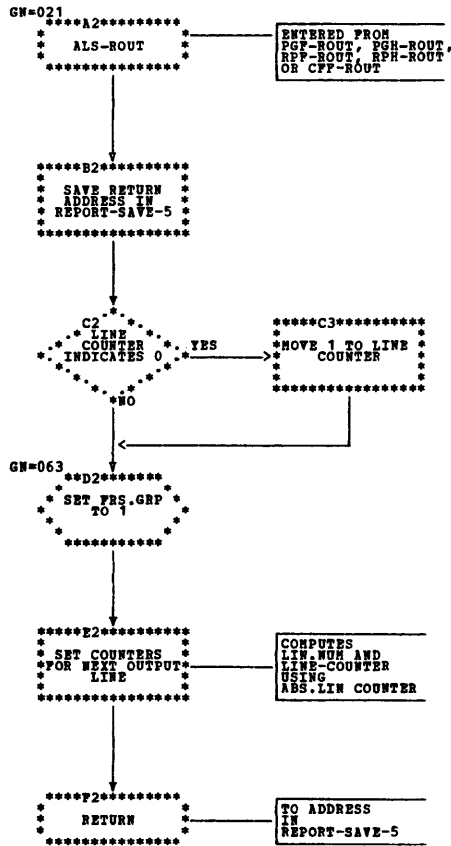 GN=021
A2
ALS-ROUT
ENTERED FROM
PGF-ROUT, PGH-ROUT,
RPF-ROUT, RPH-ROUT
OR CFF-ROUT
B2
SAVE RETURN
ADDRESS IN
REPORT-SAVE-5
C2
LINE
COUNTER
INDICATES 0
YES
C3
MOVE 1 TO LINE
COUNTER
NO
GN=063
D2
SET FRS.GRP
TO 1
E2
SET COUNTERS
FOR NEXT OUTPUT
LINE
COMPUTES
LIN.NUM AND
LINE-COUNTER
USING
ABS.LIN COUNTER
F2
RETURN
TO ADDRESS
IN
REPORT-SAVE-5